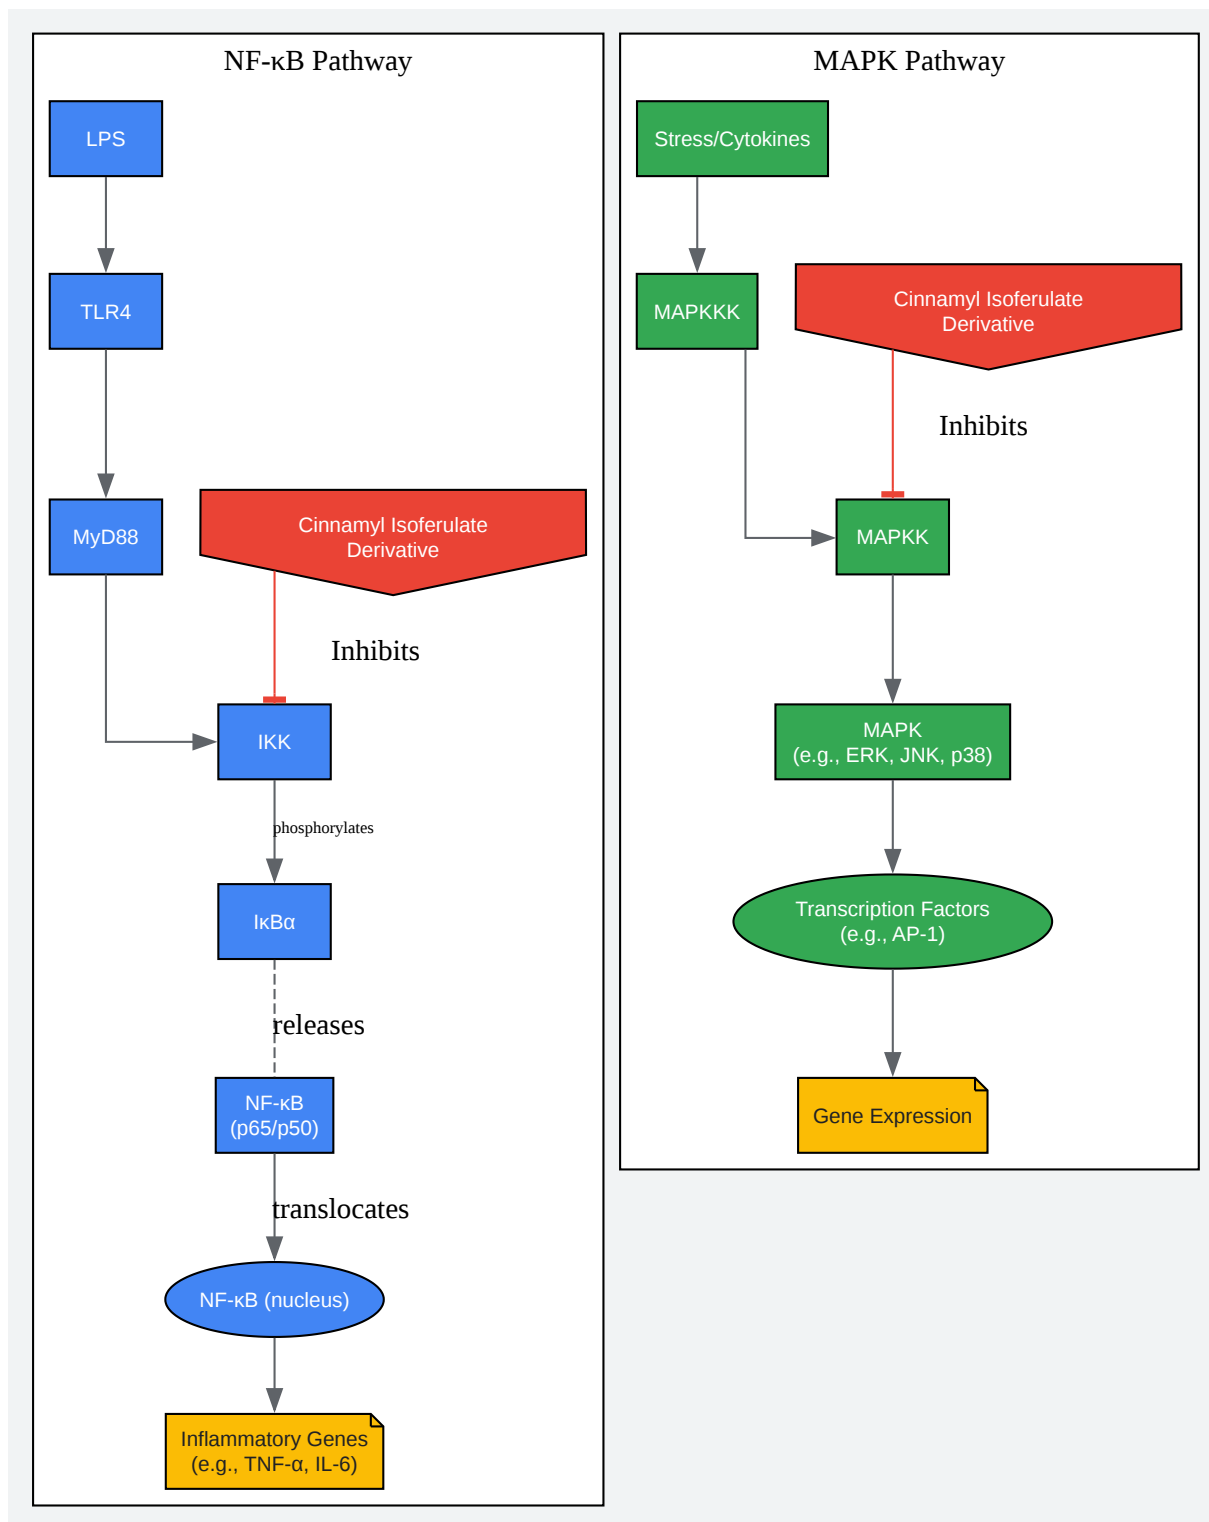 NF-κB Pathway
LPS
TLR4
MyD88
Cinnamyl Isoferulate
Derivative
Inhibits
IKK
phosphorylates
IκBα
releases
NF-κB
(p65/p50)
translocates
NF-κB (nucleus)
Inflammatory Genes
(e.g., TNF-α, IL-6)
MAPK Pathway
Stress/Cytokines
MAPKKK
Cinnamyl Isoferulate
Derivative
Inhibits
MAPKK
MAPK
(e.g., ERK, JNK, p38)
Transcription Factors
(e.g., AP-1)
Gene Expression